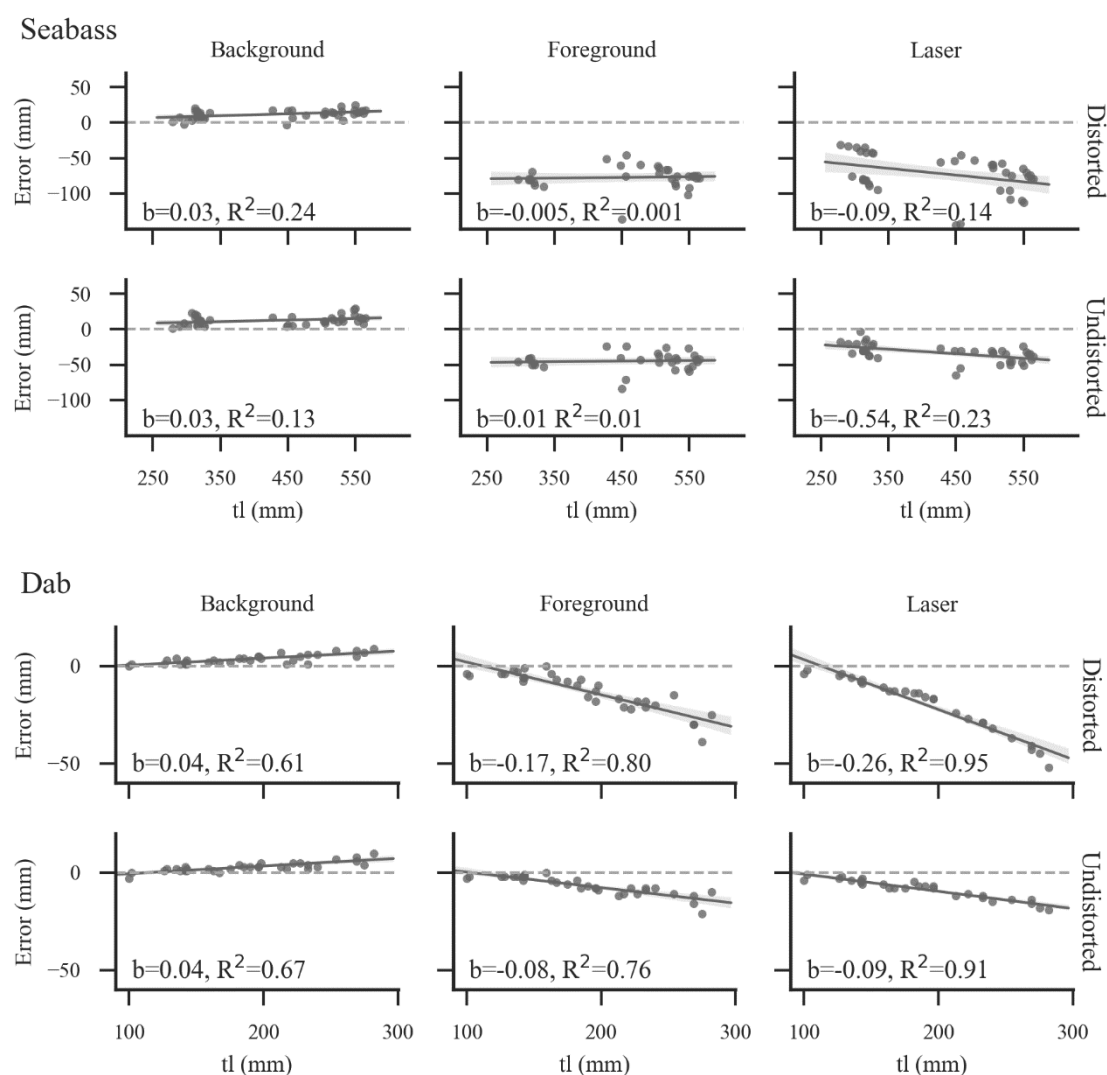 Seabass
Background Foreground Laser
50
0
−50
−100
Error (mm)
b=0.03, R²=0.24
b=-0.005, R²=0.001
b=-0.09, R²=0.14
Distorted
50
0
−50
−100
Error (mm)
b=0.03, R²=0.13
b=0.01 R²=0.01
b=-0.54, R²=0.23
Undistorted
250 350 450 550 250 350 450 550 250 350 450 550
tl (mm) tl (mm) tl (mm)
Dab
Background Foreground Laser
0
−50
Error (mm)
b=0.04, R²=0.61
b=-0.17, R²=0.80
b=-0.26, R²=0.95
Distorted
0
−50
Error (mm)
b=0.04, R²=0.67
b=-0.08, R²=0.76
b=-0.09, R²=0.91
Undistorted
100 200 300 100 200 300 100 200 300
tl (mm) tl (mm) tl (mm)